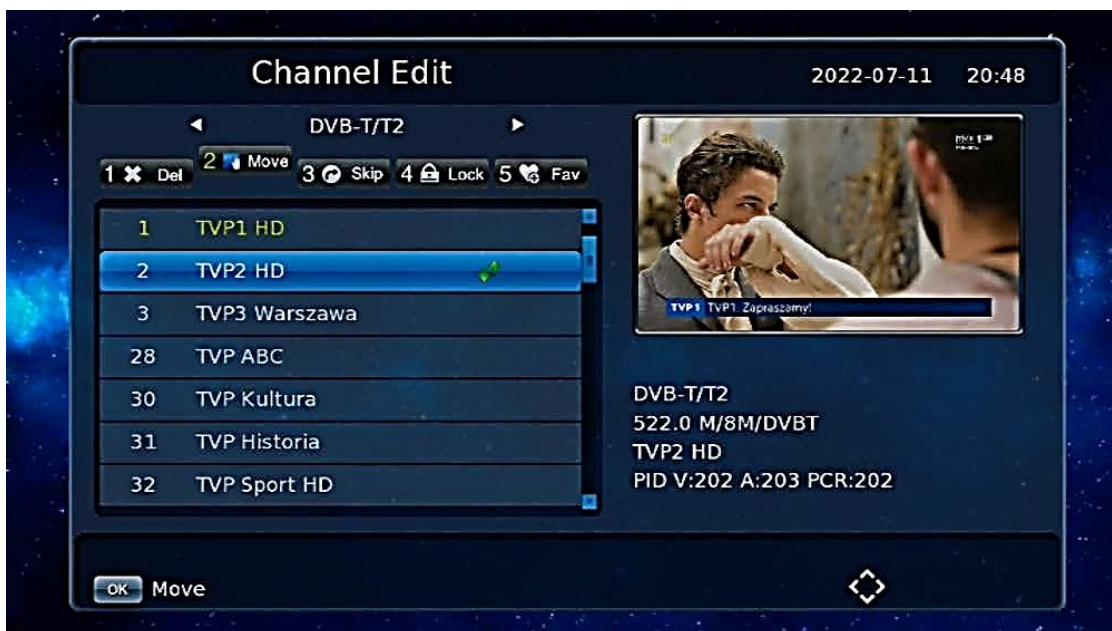 Channel Edit
2022-07-11 20:48
DVB-T/T2
1 Del 2 Move 3 Skip 4 Lock 5 Fav
1 TVP1 HD
2 TVP2 HD
3 TVP3 Warszawa
28 TVP ABC
30 TVP Kultura
31 TVP Historia
32 TVP Sport HD
TVP1 TVP1. Zapraszamy!
DVB-T/T2
522.0 M/8M/DVBT
TVP2 HD
PID V:202 A:203 PCR:202
OK Move